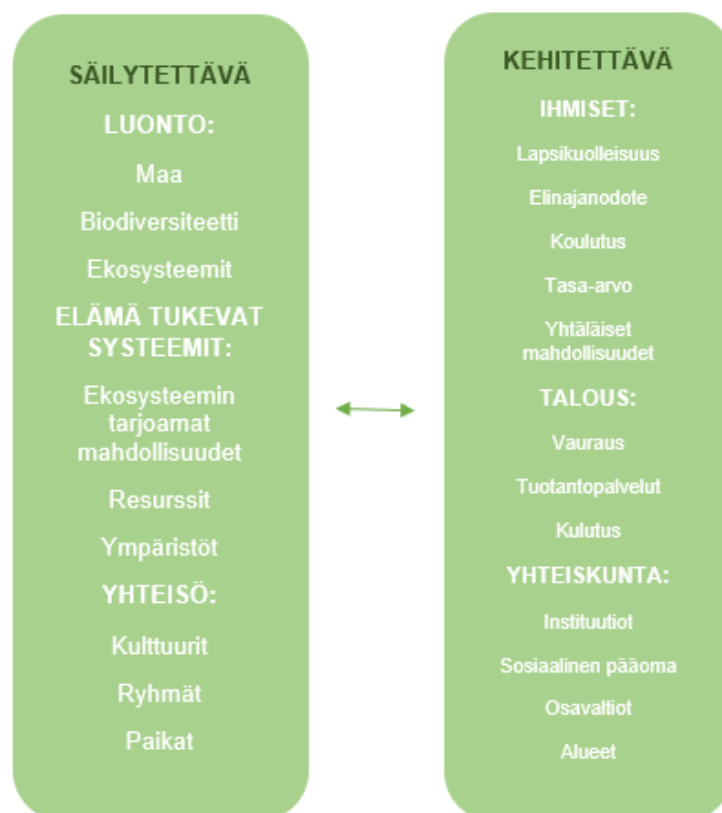 SÄILYTETTÄVÄ
LUONTO:
Maa
Biodiversiteetti
Ekosysteemit
ELÄMÄ TUKEVAT
SYSTEEMIT:
Ekosysteemin
tarjoamat
mahdollisuudet
Resurssit
Ympäristöt
YHTEISÖ:
Kulttuurit
Ryhmät
Paikat
KEHITETTÄVÄ
IHMISET:
Lapsikuolleisuus
Elinajanodote
Koulutus
Tasa-arvo
Yhtäläiset
mahdollisuudet
TALOUS:
Vauraus
Tuotantopalvelut
Kulutus
YHTEISKUNTA:
Instituutiot
Sosiaalinen pääoma
Osavaltiot
Alueet